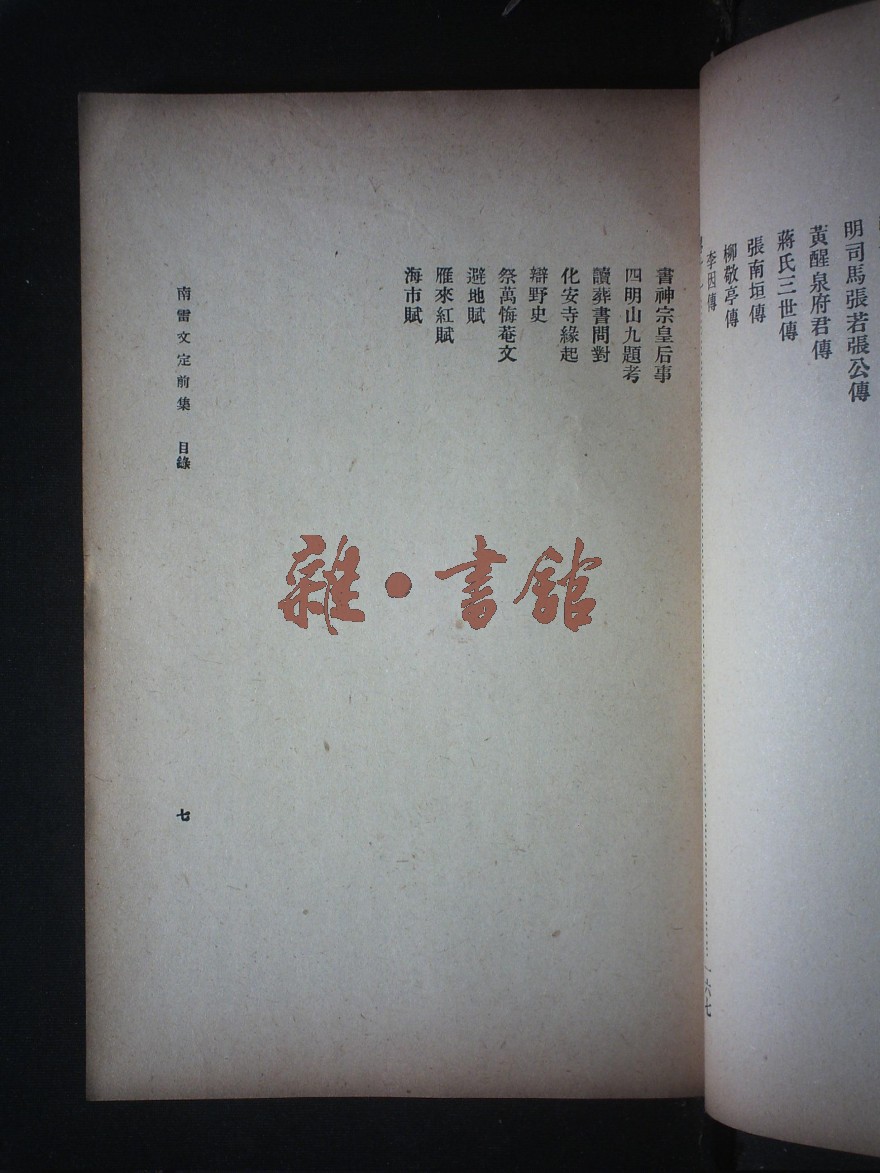 明司馬張若張公傳
黃醒泉府君傳
蔣氏三世傳
張南垣傳
柳敬亭傳
李因傳
一六七
書神宗皇后事
四明山九題考
讀葬書問對
化安寺緣起
辯野史
祭萬悔菴文
避地賦
雁來紅賦
海市賦
南雷文定前集 目錄
七
雜·書館